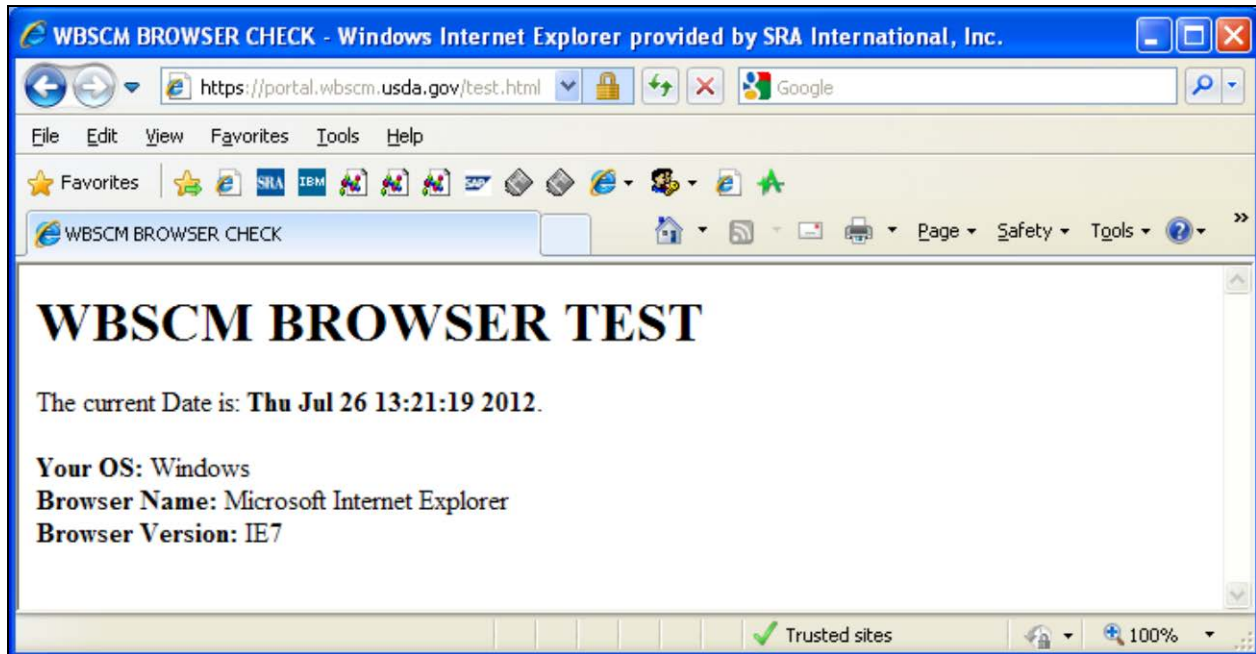 WBSCM BROWSER CHECK - Windows Internet Explorer provided by SRA International, Inc.
https://portal.wbscm.usda.gov/test.html Google
File Edit View Favorites Tools Help
Favorites SRA IBM SAP
WBSCM BROWSER CHECK Page Safety Tools ? »
WBSCM BROWSER TEST
The current Date is: Thu Jul 26 13:21:19 2012.
Your OS: Windows
Browser Name: Microsoft Internet Explorer
Browser Version: IE7
Trusted sites 100%